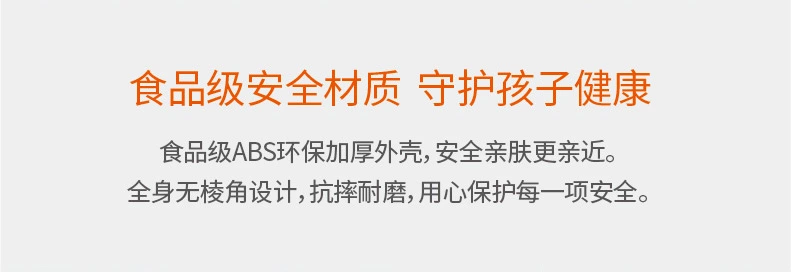 食品级安全材质 守护孩子健康
食品级ABS环保加厚外壳，安全亲肤更亲近。
全身无棱角设计，抗摔耐磨，用心保护每一项安全。